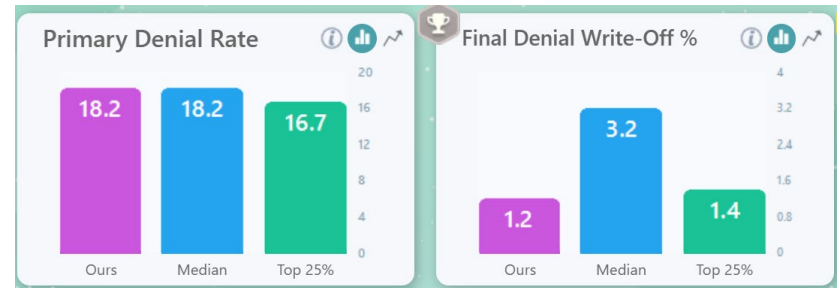 Primary Denial Rate
20
16
12
8
4
0
18.2
18.2
16.7
Ours
Median
Top 25%
Final Denial Write-Off %
4
3.2
2.4
1.6
0.8
0
1.2
3.2
1.4
Ours
Median
Top 25%